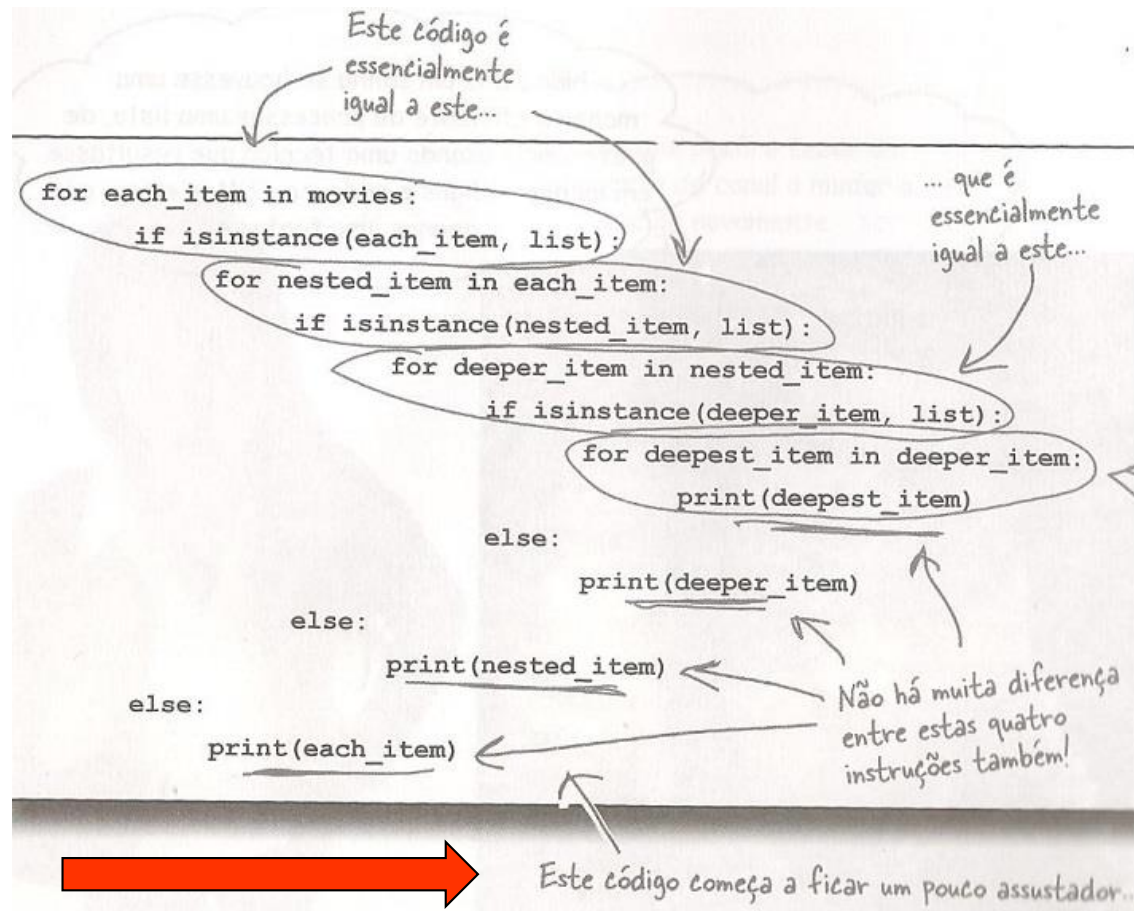 Este código é
essencialmente
igual a este...
for each_item in movies:
if isinstance(each_item, list):
... que é
essencialmente
igual a este...
for nested_item in each_item:
if isinstance(nested_item, list):
for deeper_item in nested_item:
if isinstance(deeper_item, list):
for deepest_item in deeper_item:
print(deepest_item)
else:
print(deeper_item)
else:
print(nested_item)
else:
print(each_item)
Não há muita diferença
entre estas quatro
instruções também!
Este código começa a ficar um pouco assustador...